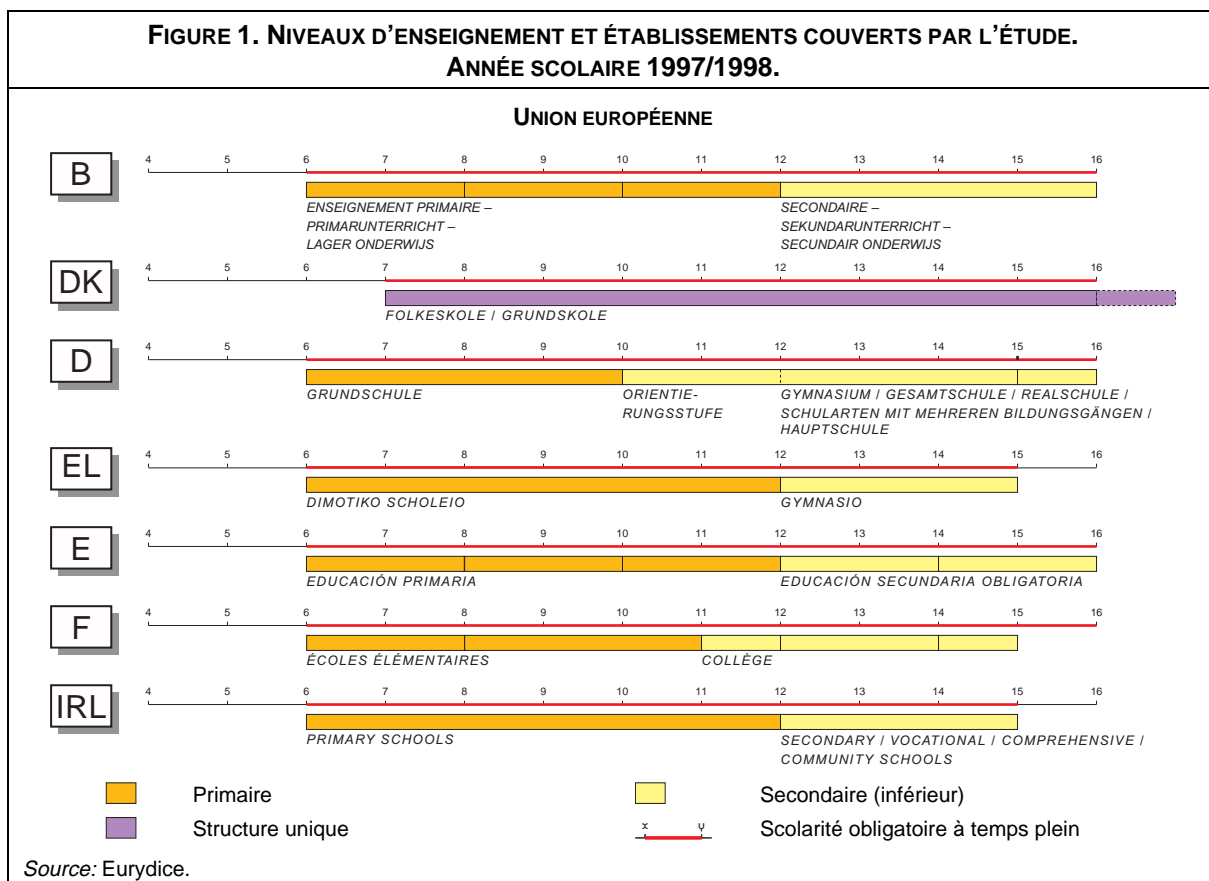 FIGURE 1. NIVEAUX D'ENSEIGNEMENT ET ÉTABLISSEMENTS COUVERTS PAR L'ÉTUDE.
ANNÉE SCOLAIRE 1997/1998.
UNION EUROPÉENNE
B
4 5 6 7 8 9 10 11 12 13 14 15 16
ENSEIGNEMENT PRIMAIRE –
PRIMARUNTERRICHT –
LAGER ONDERWIJS
SECONDAIRE –
SEKUNDARUNTERRICHT –
SECUNDAIR ONDERWIJS
DK
4 5 6 7 8 9 10 11 12 13 14 15 16
FOLKESKOLE / GRUNDSKOLE
D
4 5 6 7 8 9 10 11 12 13 14 15 16
GRUNDSCHULE
ORIENTIE-
RUNGSSTUFE
GYMNASIUM / GESAMTSCHULE / REALSCHULE /
SCHULARTEN MIT MEHREREN BILDUNGSGÄNGEN /
HAUPTSCHULE
EL
4 5 6 7 8 9 10 11 12 13 14 15 16
DIMOTIKO SCHOLEIO
GYMNASIO
E
4 5 6 7 8 9 10 11 12 13 14 15 16
EDUCACIÓN PRIMARIA
EDUCACIÓN SECUNDARIA OBLIGATORIA
F
4 5 6 7 8 9 10 11 12 13 14 15 16
ÉCOLES ÉLÉMENTAIRES
COLLÈGE
IRL
4 5 6 7 8 9 10 11 12 13 14 15 16
PRIMARY SCHOOLS
SECONDARY / VOCATIONAL / COMPREHENSIVE /
COMMUNITY SCHOOLS
Primaire
Secondaire (inférieur)
Structure unique
x y Scolarité obligatoire à temps plein
Source: Eurydice.